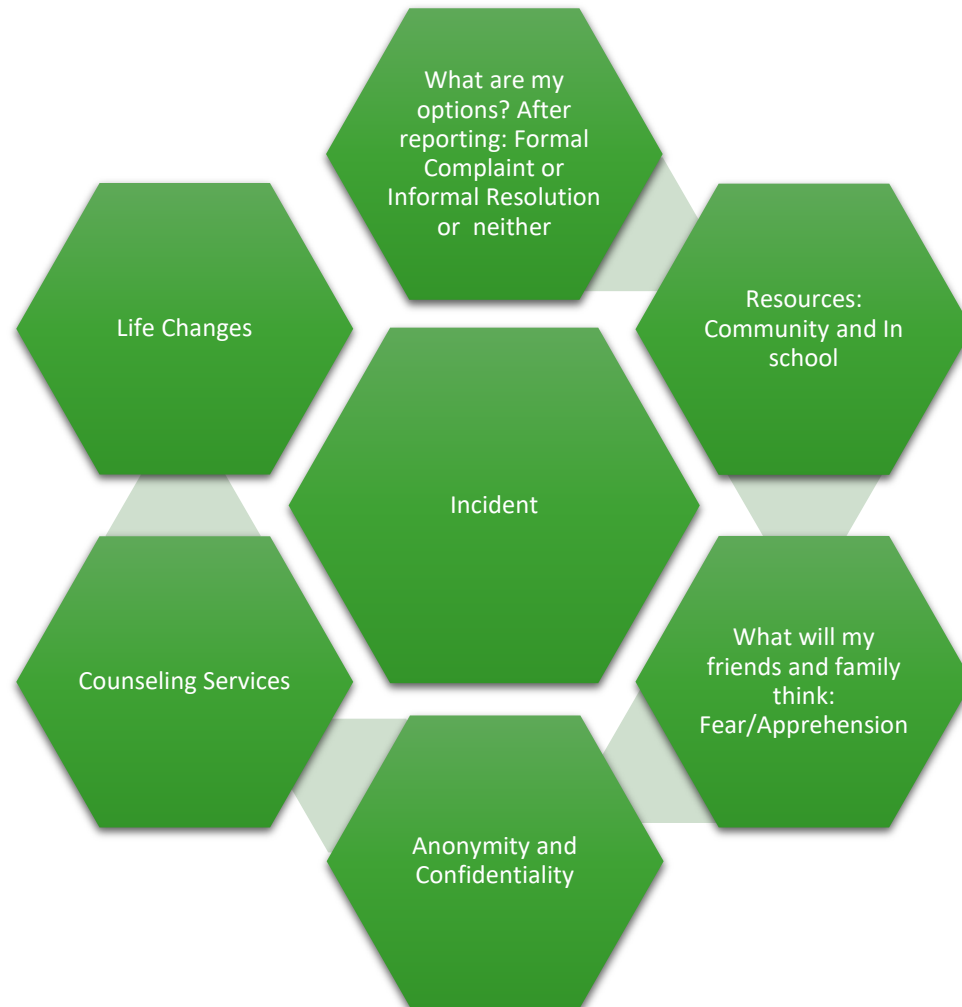 What are my
options? After
reporting: Formal
Complaint or
Informal Resolution
or neither
Life Changes
Resources:
Community and In
school
Incident
Counseling Services
What will my
friends and family
think:
Fear/Apprehension
Anonymity and
Confidentiality